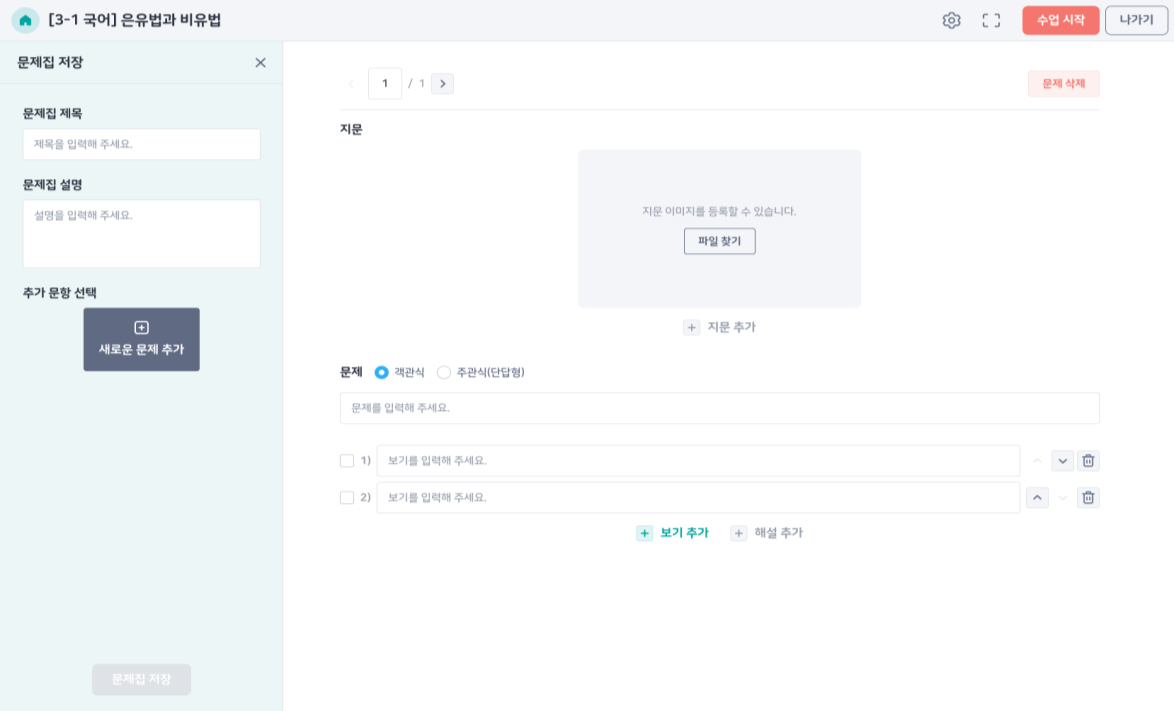 [3-1 국어] 은유법과 비유법
수업 시작
나가기
문제집 저장
문제집 제목
제목을 입력해 주세요.
문제집 설명
설명을 입력해 주세요.
추가 문항 선택
새로운 문제 추가
문제집 저장
1 / 1
문제 삭제
지문
지문 이미지를 등록할 수 있습니다.
파일 찾기
지문 추가
문제 객관식 주관식(단답형)
문제를 입력해 주세요.
1) 보기를 입력해 주세요.
2) 보기를 입력해 주세요.
보기 추가 해설 추가